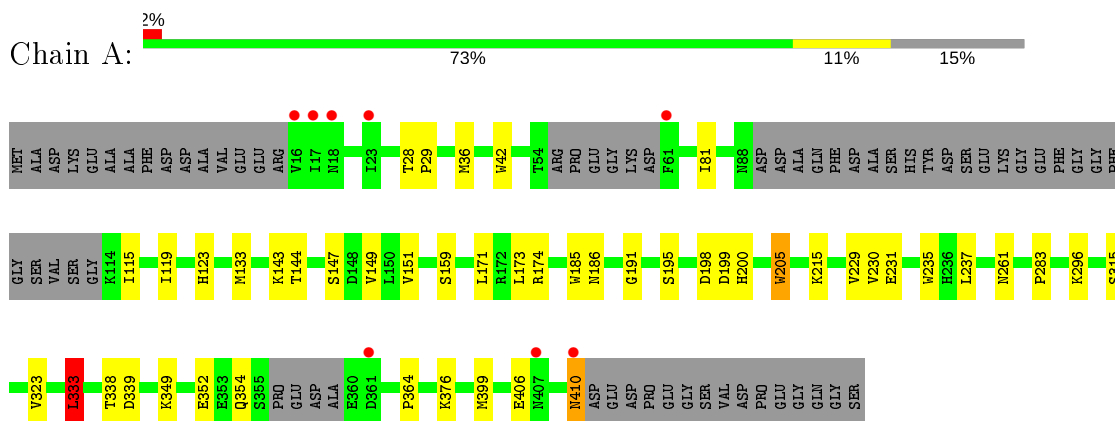 2%
Chain A:
73% 11% 15%
MET ALA ASP LYS GLU ALA ALA PHE ASP ASP ALA VAL GLU GLU ARG V16 I17 N18 I23 T28 P29 M36 W42 T54 ARG PRO GLU GLY LYS ASP F61 I81 N88 ASP ASP ALA GLN PHE ASP ALA SER HIS TYR ASP SER GLU LYS GLY GLU PHE GLY GLY PHE
GLY SER VAL SER GLY K114 I115 I119 H123 M133 K143 T144 S147 D148 V149 L150 V151 S159 L171 R172 L173 R174 W185 N186 G191 S195 D198 D199 H200 W205 K215 V229 V230 E231 W235 H236 L237 N261 P283 K296 S315
V323 L333 T338 D339 K349 E352 E353 Q354 S355 PRO GLU ASP ALA E360 D361 P364 K376 M399 E406 N407 N410 ASP GLU ASP PRO GLU GLY SER VAL ASP PRO GLU GLY GLN GLY SER